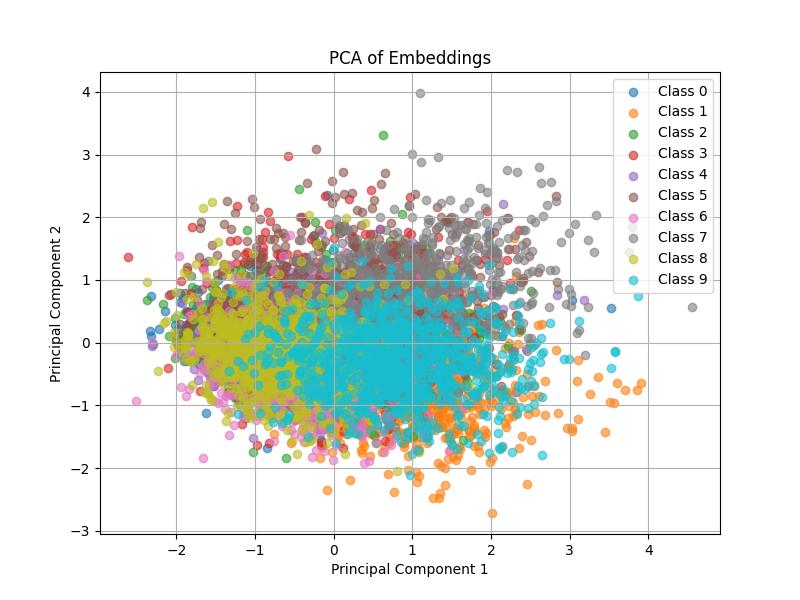 PCA of Embeddings
Class 0
Class 1
Class 2
Class 3
Class 4
Class 5
Class 6
Class 7
Class 8
Class 9
Principal Component 2
4
3
2
1
0
−1
−2
−3
−2 −1 0 1 2 3 4
Principal Component 1